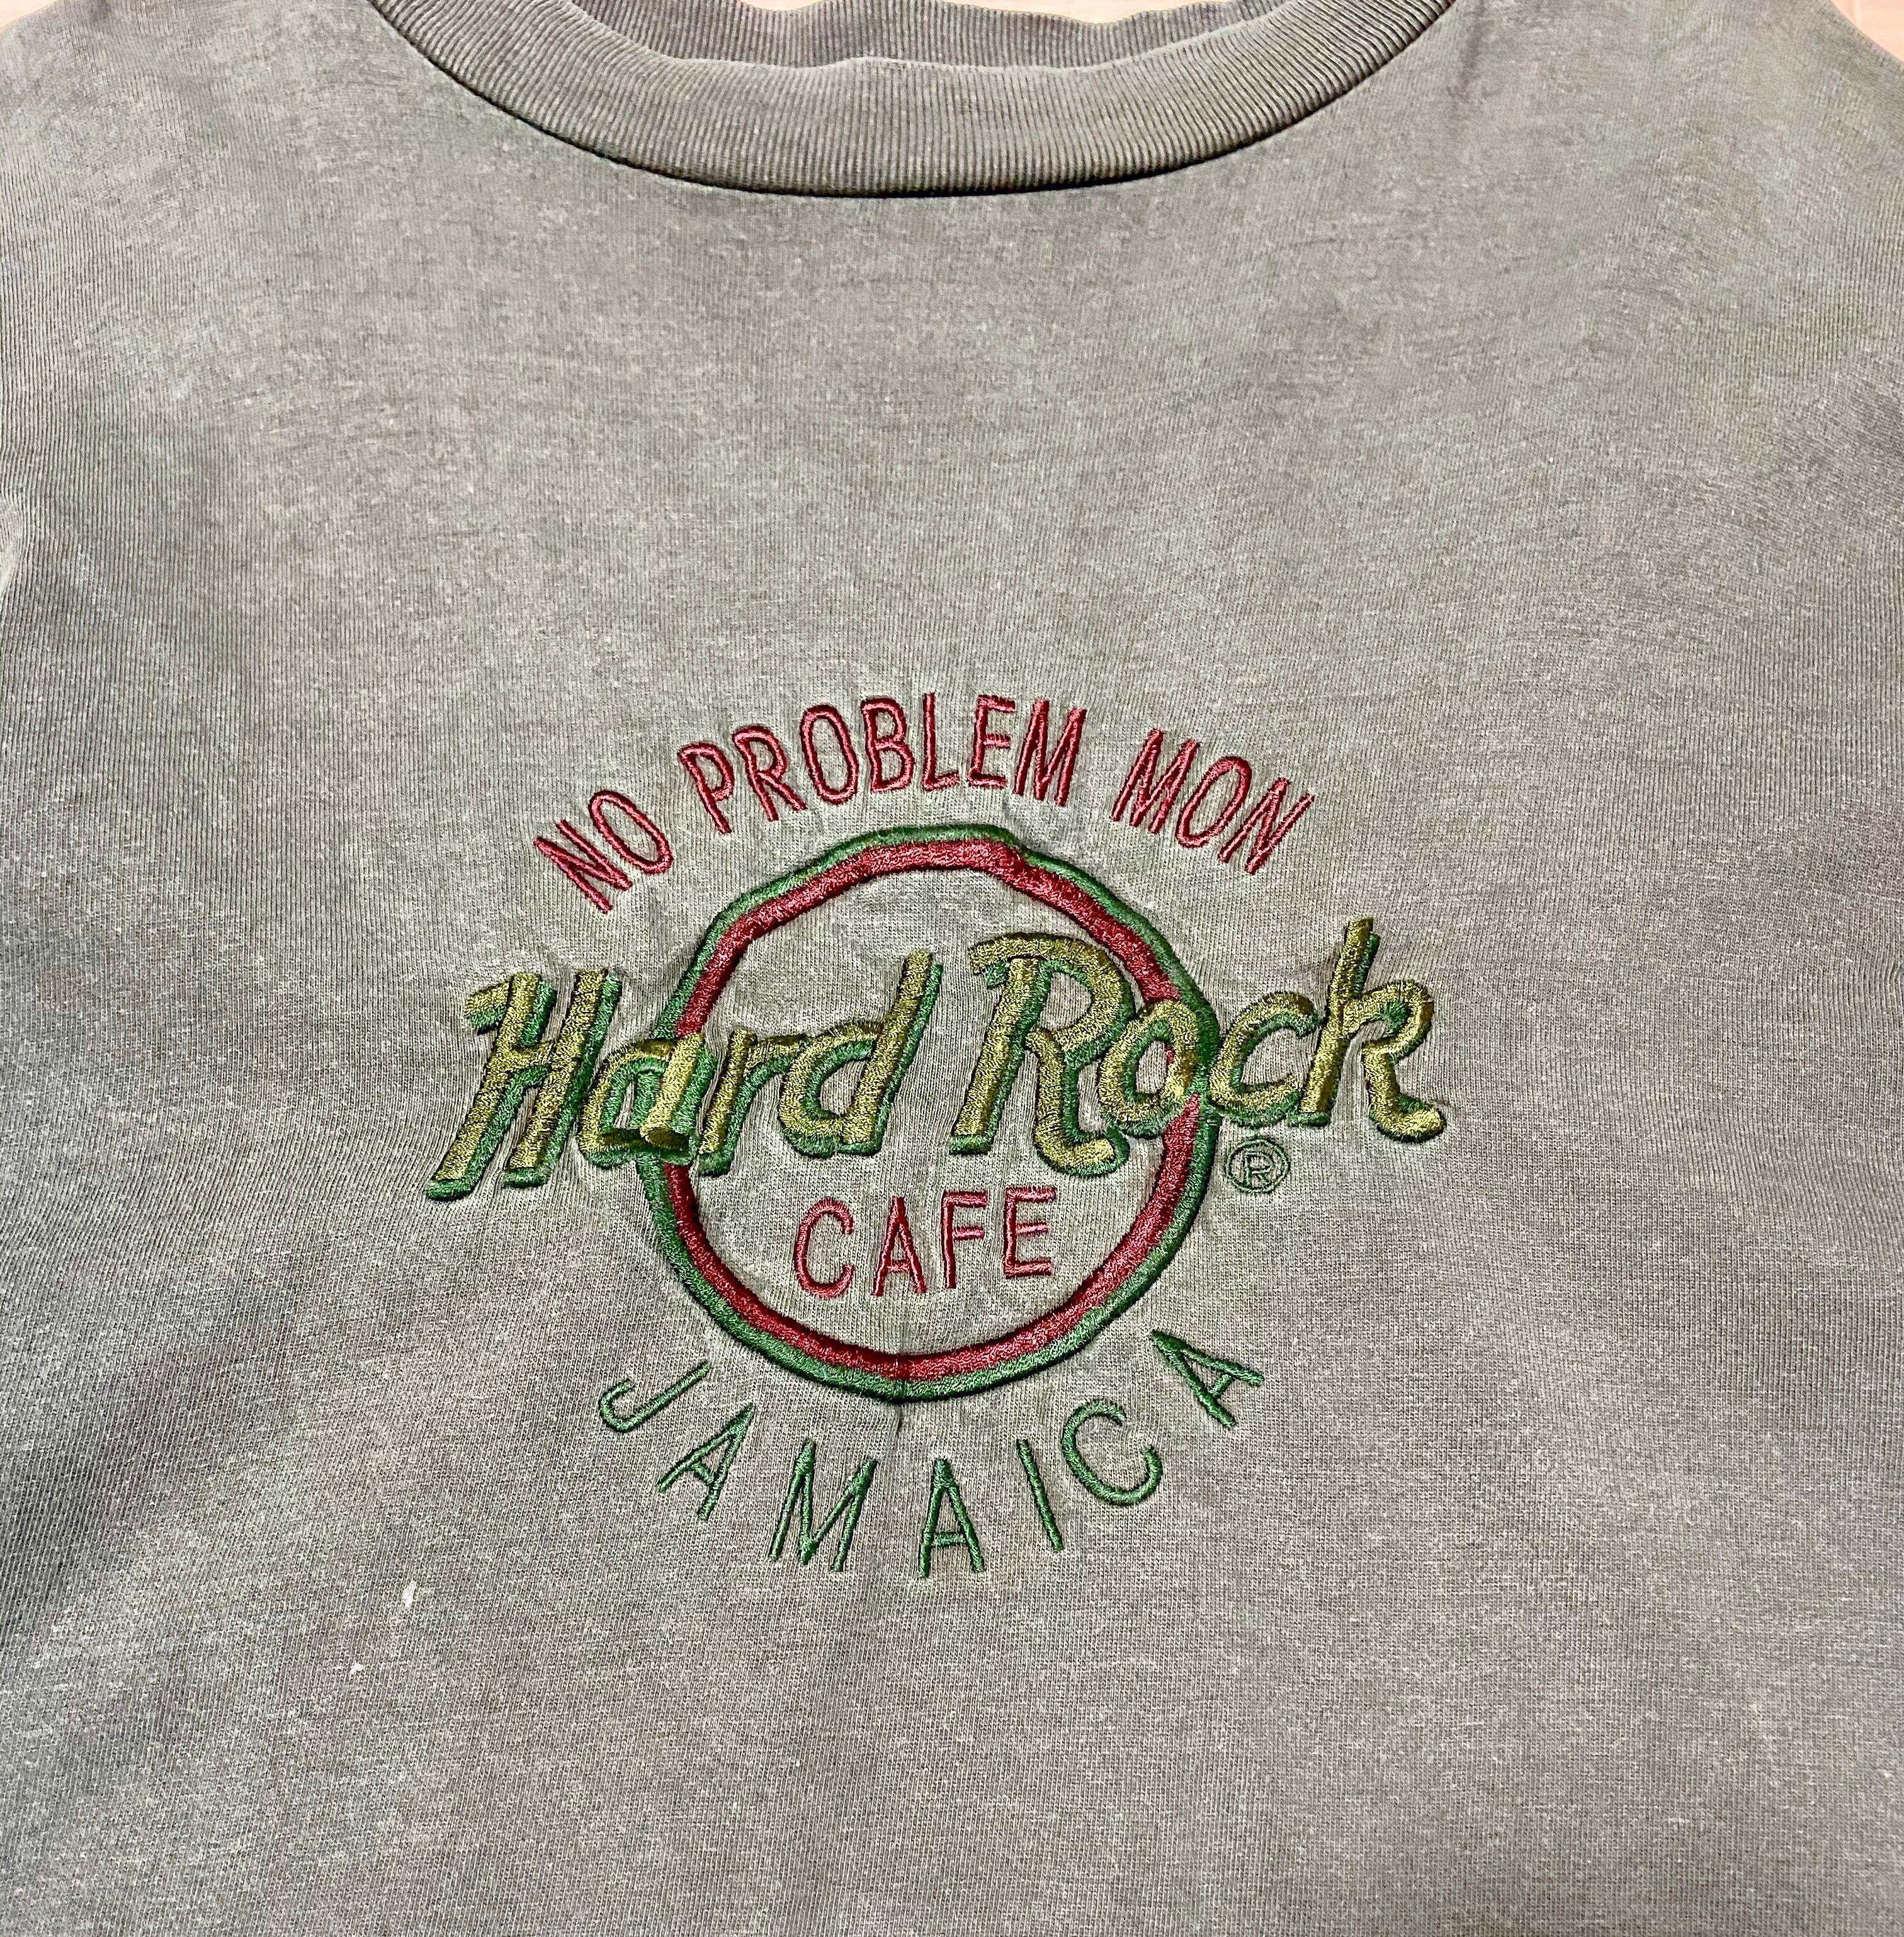 NO PROBLEM MON
Hard Rock ®
CAFE
JAMAICA